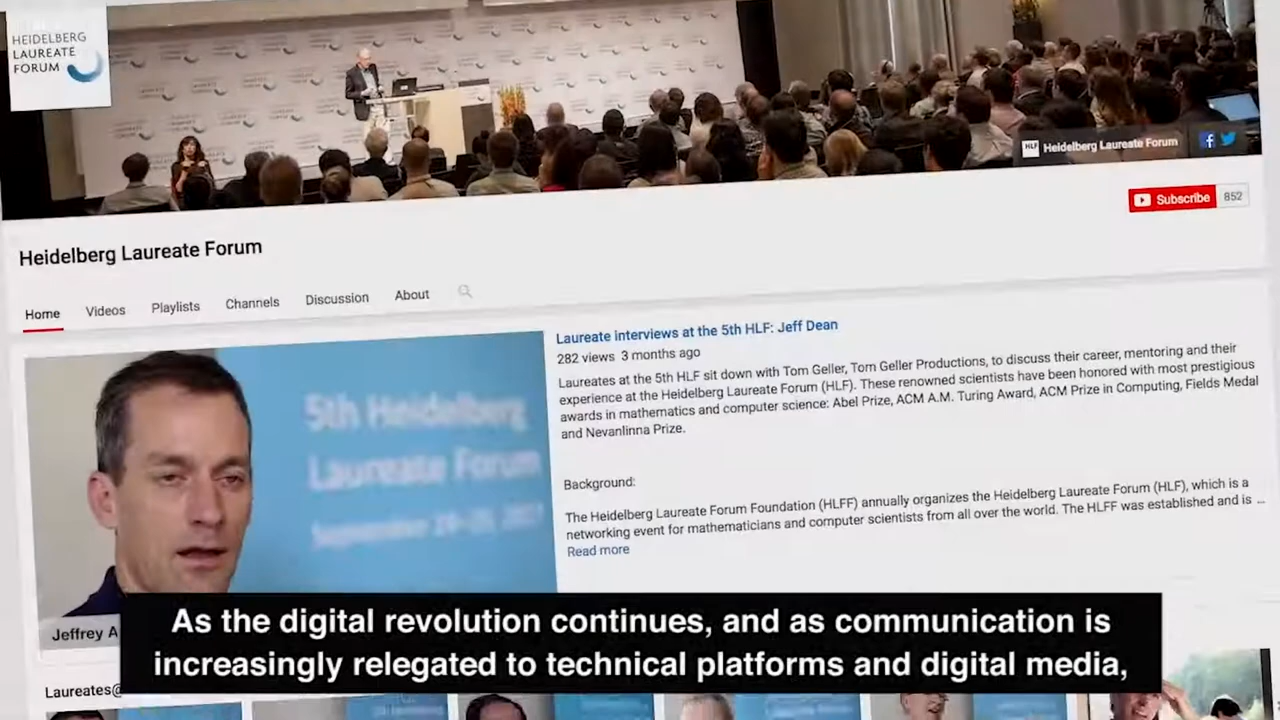 HEIDELBERG
LAUREATE
FORUM
HLF Heidelberg Laureate Forum
Subscribe 852
Heidelberg Laureate Forum
Home Videos Playlists Channels Discussion About
5th Heidelberg
Laureate Forum
Laureate interviews at the 5th HLF: Jeff Dean
282 views 3 months ago
Laureates at the 5th HLF sit down with Tom Geller, Tom Geller Productions, to discuss their career, mentoring and their
experience at the Heidelberg Laureate Forum (HLF). These renowned scientists have been honored with most prestigious
awards in mathematics and computer science: Abel Prize, ACM A.M. Turing Award, ACM Prize in Computing, Fields Medal
and Nevanlinna Prize.
Background:
The Heidelberg Laureate Forum Foundation (HLFF) annually organizes the Heidelberg Laureate Forum (HLF), which is a
networking event for mathematicians and computer scientists from all over the world. The HLFF was established and is ...
Read more
Jeffrey A
Laureates@
As the digital revolution continues, and as communication is
increasingly relegated to technical platforms and digital media,